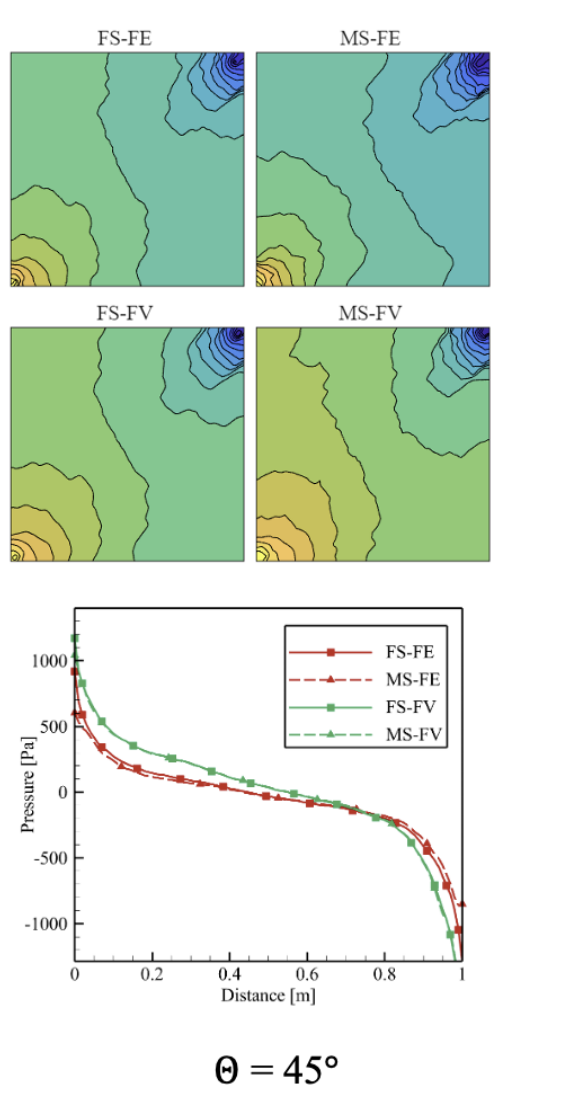 FS-FE MS-FE
FS-FV MS-FV
FS-FE
MS-FE
FS-FV
MS-FV
1000
500
0
-500
-1000
Pressure [Pa]
0 0.2 0.4 0.6 0.8 1
Distance [m]
Θ = 45°